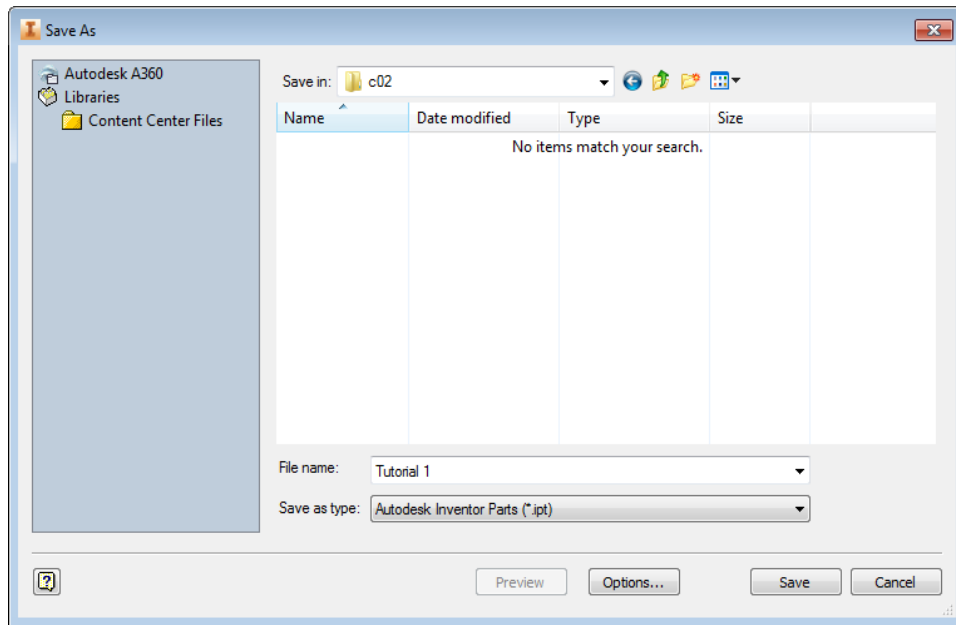 Save As
Autodesk A360
Libraries
Content Center Files
Save in: c02
Name Date modified Type Size
No items match your search.
File name: Tutorial 1
Save as type: Autodesk Inventor Parts (*.ipt)
Preview Options... Save Cancel